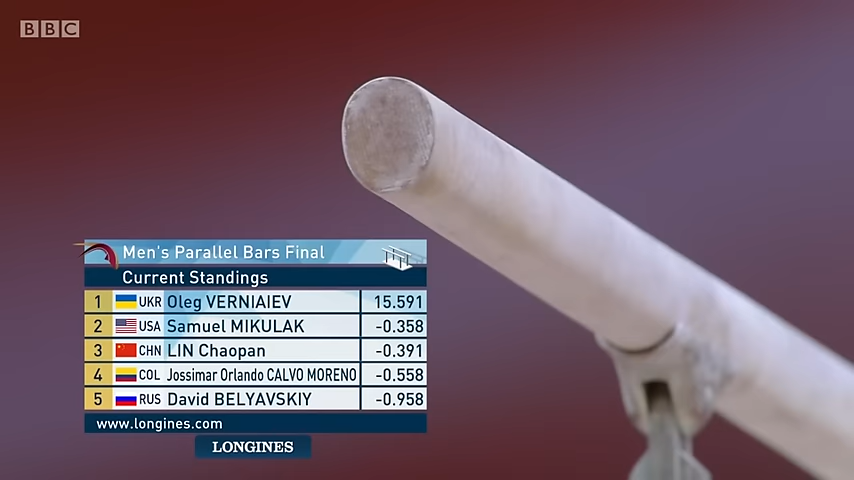 BBC
Men's Parallel Bars Final
Current Standings
1 UKR Oleg VERNIAIEV 15.591
2 USA Samuel MIKULAK -0.358
3 CHN LIN Chaopan -0.391
4 COL Jossimar Orlando CALVO MORENO -0.558
5 RUS David BELYAVSKIY -0.958
www.longines.com
LONGINES